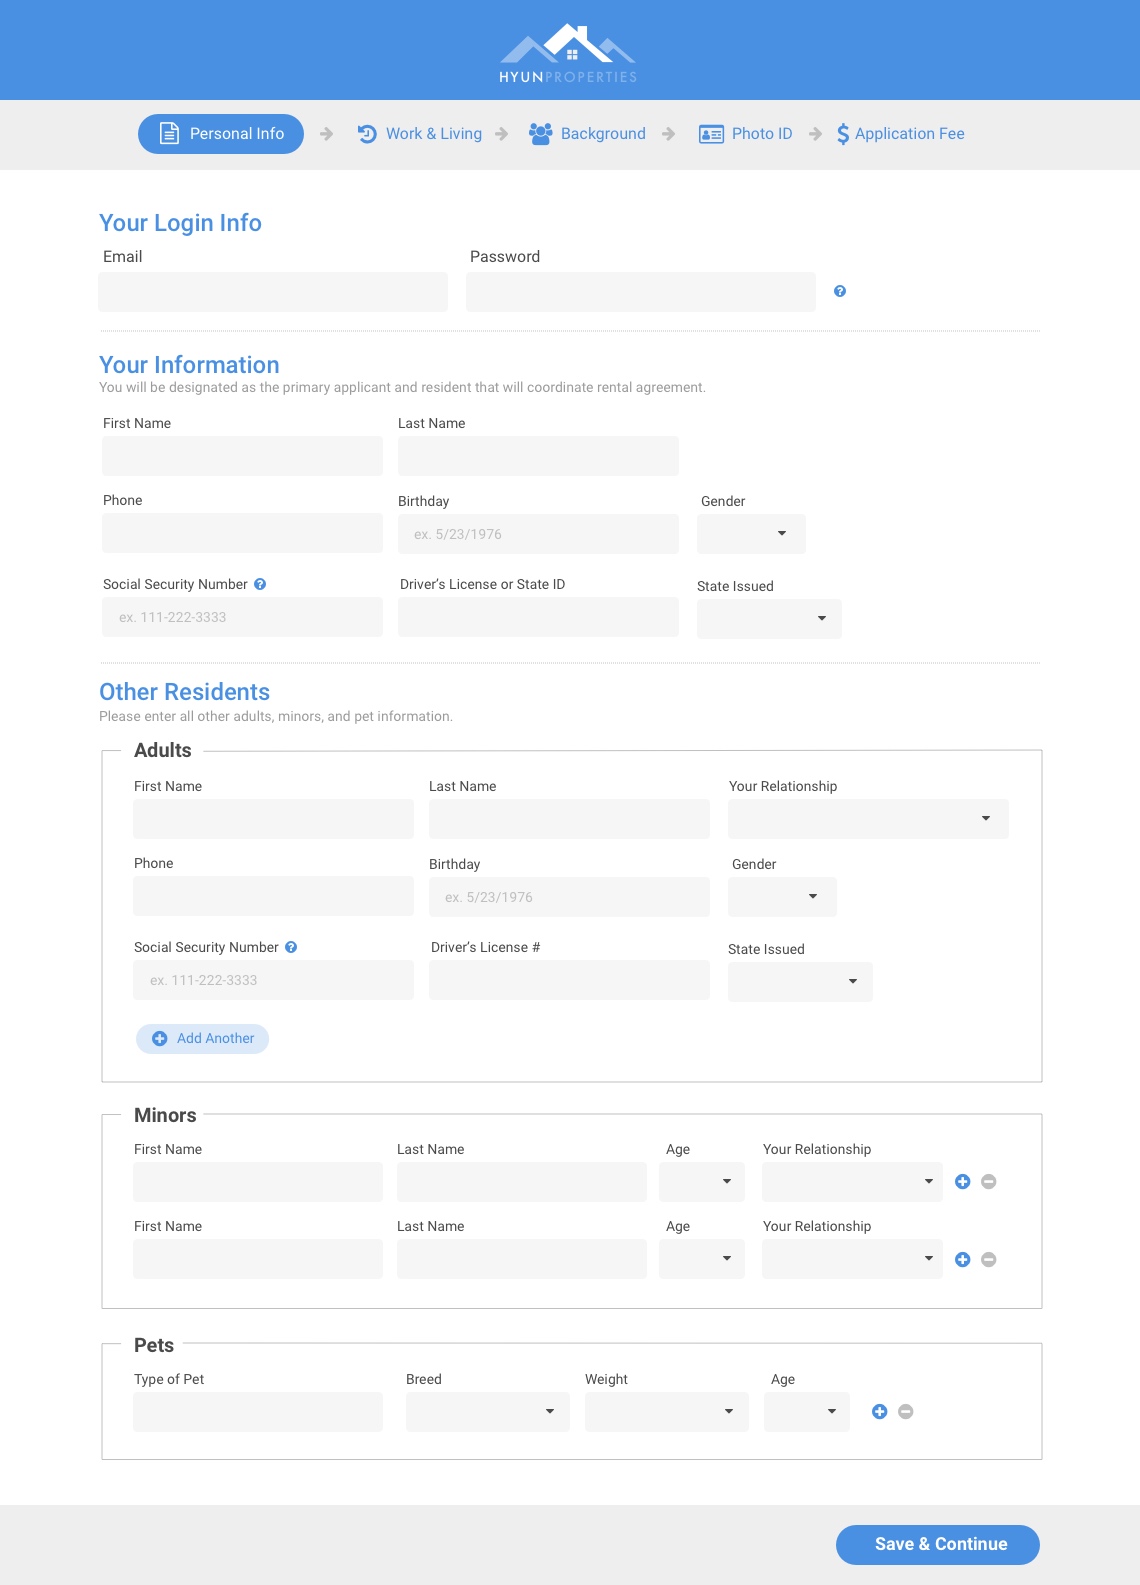 HYUNPROPERTIES
Personal Info Work & Living Background Photo ID Application Fee
Your Login Info
Email Password
Your Information
You will be designated as the primary applicant and resident that will coordinate rental agreement.
First Name Last Name
Phone Birthday Gender
ex. 5/23/1976
Social Security Number Driver's License or State ID State Issued
ex. 111-222-3333
Other Residents
Please enter all other adults, minors, and pet information.
Adults
First Name Last Name Your Relationship
Phone Birthday Gender
ex. 5/23/1976
Social Security Number Driver's License # State Issued
ex. 111-222-3333
Add Another
Minors
First Name Last Name Age Your Relationship
First Name Last Name Age Your Relationship
Pets
Type of Pet Breed Weight Age
Save & Continue